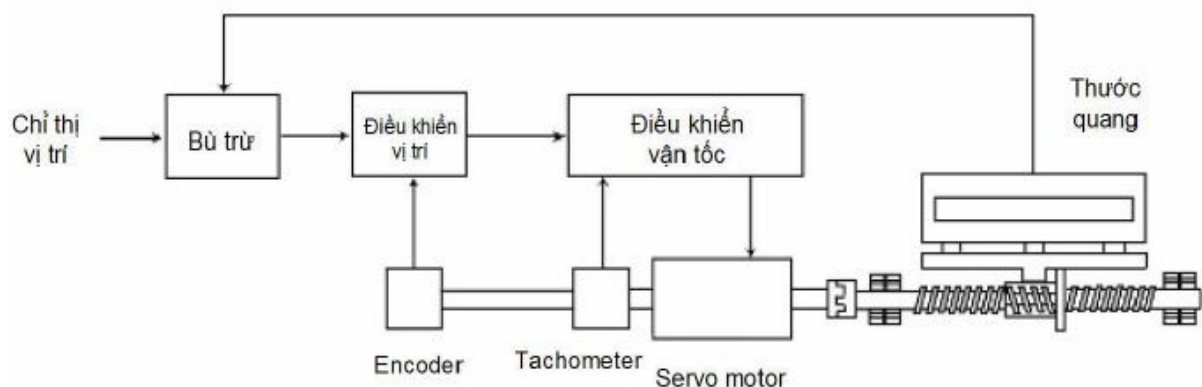 Chỉ thị
vị trí
Bù trừ
Điều khiển
vị trí
Điều khiển
vận tốc
Thước
quang
Encoder
Tachometer
Servo motor